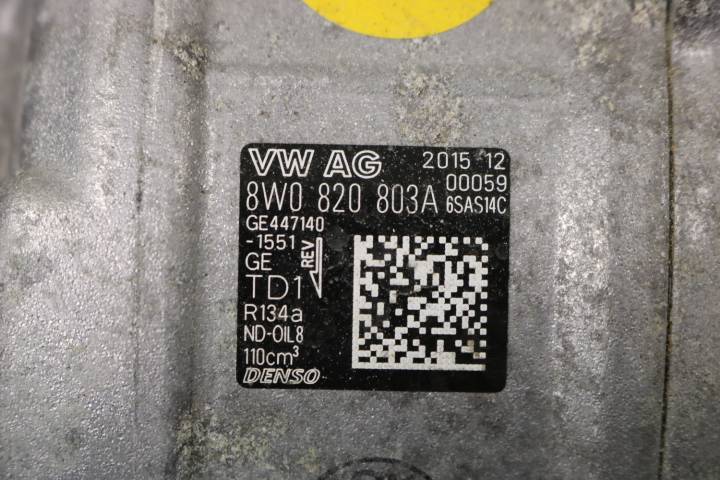 VW AG 2015 12
00059
8W0 820 803A 6SAS14C
GE447140
-1551
GE REV
TD1
R134a
ND-OIL8
110cm³
DENSO